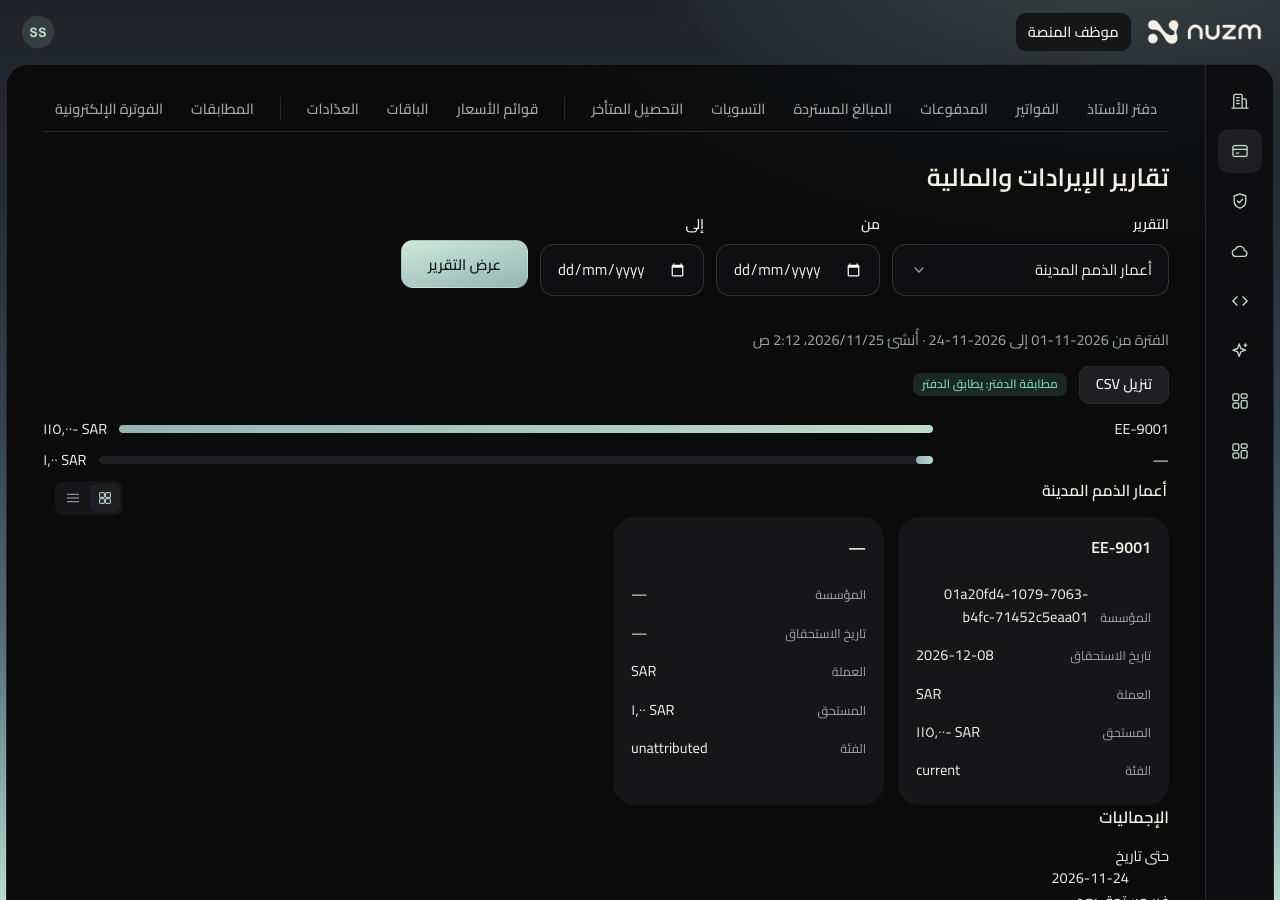 nuzm
موظف المنصة
SS
دفتر الأستاذ
الفواتير
المدفوعات
المبالغ المستردة
التسويات
التحصيل المتأخر
قوائم الأسعار
الباقات
العدّادات
المطابقات
الفوترة الإلكترونية
تقارير الإيرادات والمالية
التقرير
من
إلى
أعمار الذمم المدينة
dd/mm/yyyy
dd/mm/yyyy
عرض التقرير
الفترة من 2026-11-01 إلى 2026-11-24 · أُنشئ 2026/11/25، 2:12 ص
تنزيل CSV
مطابقة الدفتر: يطابق الدفتر
EE-9001
١١٥,٠٠- SAR
—
١,٠٠ SAR
أعمار الذمم المدينة
EE-9001
المؤسسة
01a20fd4-1079-7063-
b4fc-71452c5eaa01
تاريخ الاستحقاق
2026-12-08
العملة
SAR
المستحق
١١٥,٠٠- SAR
الفئة
current
—
المؤسسة
—
تاريخ الاستحقاق
—
العملة
SAR
المستحق
١,٠٠ SAR
الفئة
unattributed
الإجماليات
حتى تاريخ
2026-11-24